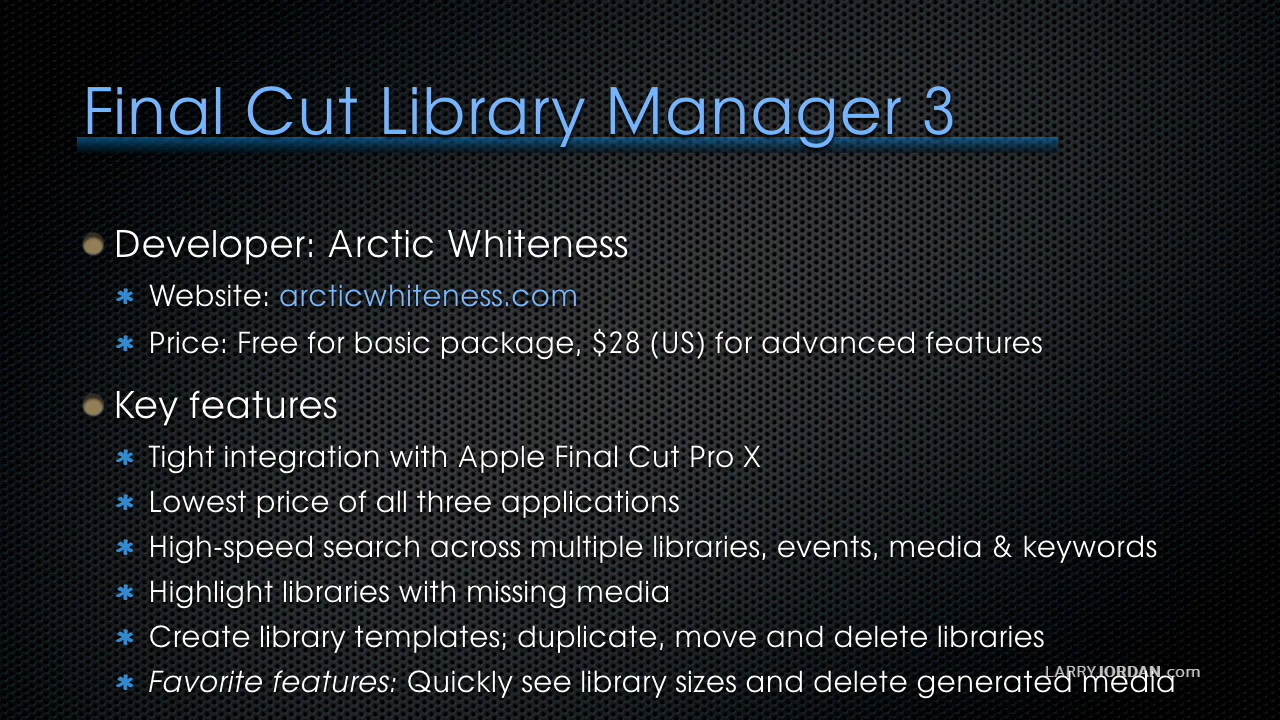 Final Cut Library Manager 3
Developer: Arctic Whiteness
Website: arcticwhiteness.com
Price: Free for basic package, $28 (US) for advanced features
Key features
Tight integration with Apple Final Cut Pro X
Lowest price of all three applications
High-speed search across multiple libraries, events, media & keywords
Highlight libraries with missing media
Create library templates; duplicate, move and delete libraries
Favorite features: Quickly see library sizes and delete generated media
LARRYJORDAN.com